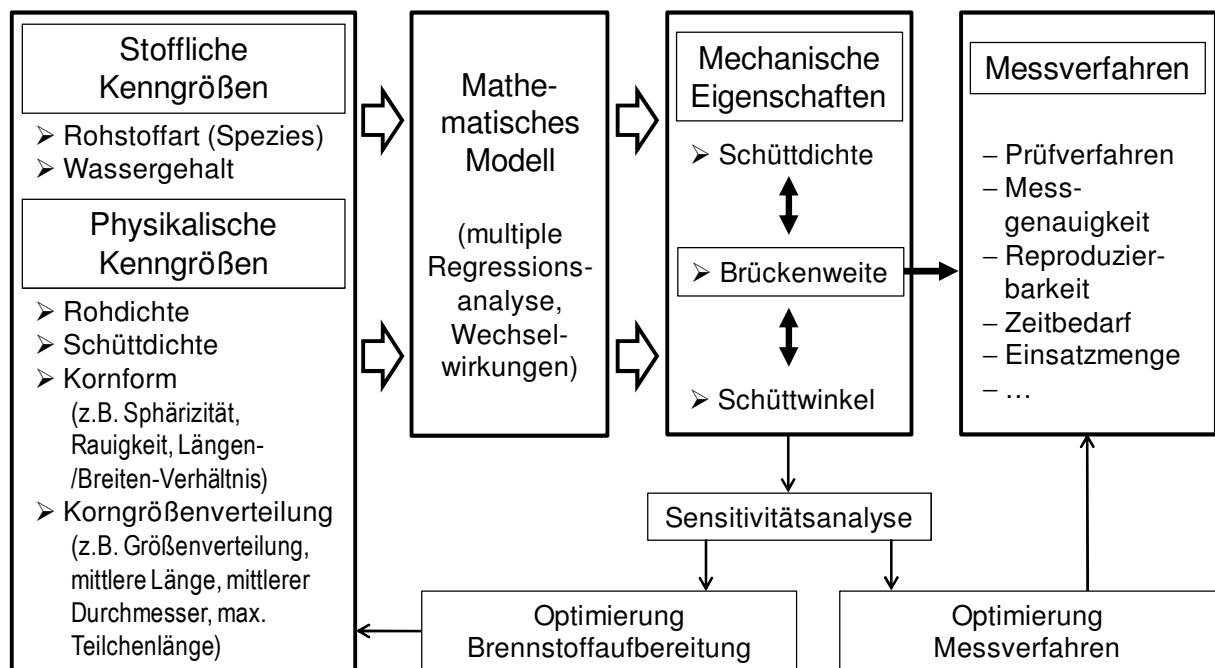 Stoffliche
Kenngrößen
➢ Rohstoffart (Spezies)
➢ Wassergehalt
Physikalische
Kenngrößen
➢ Rohdichte
➢ Schüttdichte
➢ Kornform
(z.B. Sphärizität,
Rauigkeit, Längen-
/Breiten-Verhältnis)
➢ Korngrößenverteilung
(z.B. Größenverteilung,
mittlere Länge, mittlerer
Durchmesser, max.
Teilchenlänge)
Mathe-
matisches
Modell
(multiple
Regressions-
analyse,
Wechsel-
wirkungen)
Mechanische
Eigenschaften
➢ Schüttdichte
➢ Brückenweite
➢ Schüttwinkel
Messverfahren
– Prüfverfahren
– Mess-
genauigkeit
– Reproduzier-
barkeit
– Zeitbedarf
– Einsatzmenge
– …
Sensitivitätsanalyse
Optimierung
Brennstoffaufbereitung
Optimierung
Messverfahren